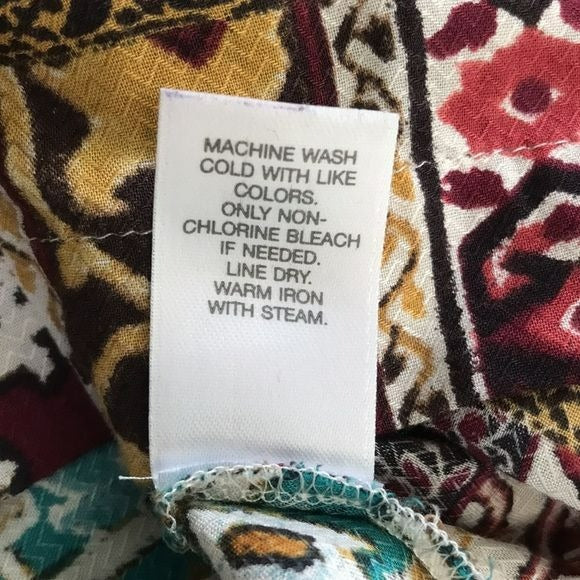 MACHINE WASH
COLD WITH LIKE
COLORS.
ONLY NON-
CHLORINE BLEACH
IF NEEDED.
LINE DRY.
WARM IRON
WITH STEAM.